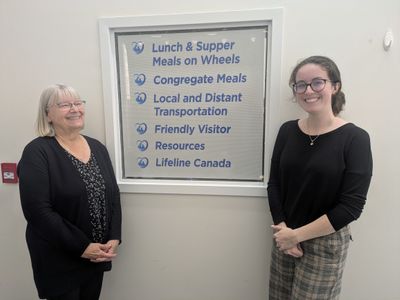 Lunch & Supper
Meals on Wheels
Congregate Meals
Local and Distant
Transportation
Friendly Visitor
Resources
Lifeline Canada